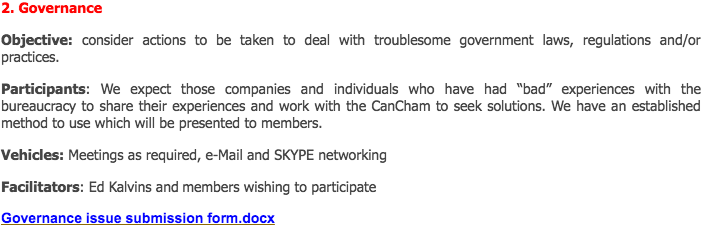 2. Governance
Objective: consider actions to be taken to deal with troublesome government laws, regulations and/or
practices.
Participants: We expect those companies and individuals who have had “bad” experiences with the
bureaucracy to share their experiences and work with the CanCham to seek solutions. We have an established
method to use which will be presented to members.
Vehicles: Meetings as required, e-Mail and SKYPE networking
Facilitators: Ed Kalvins and members wishing to participate
Governance issue submission form.docx